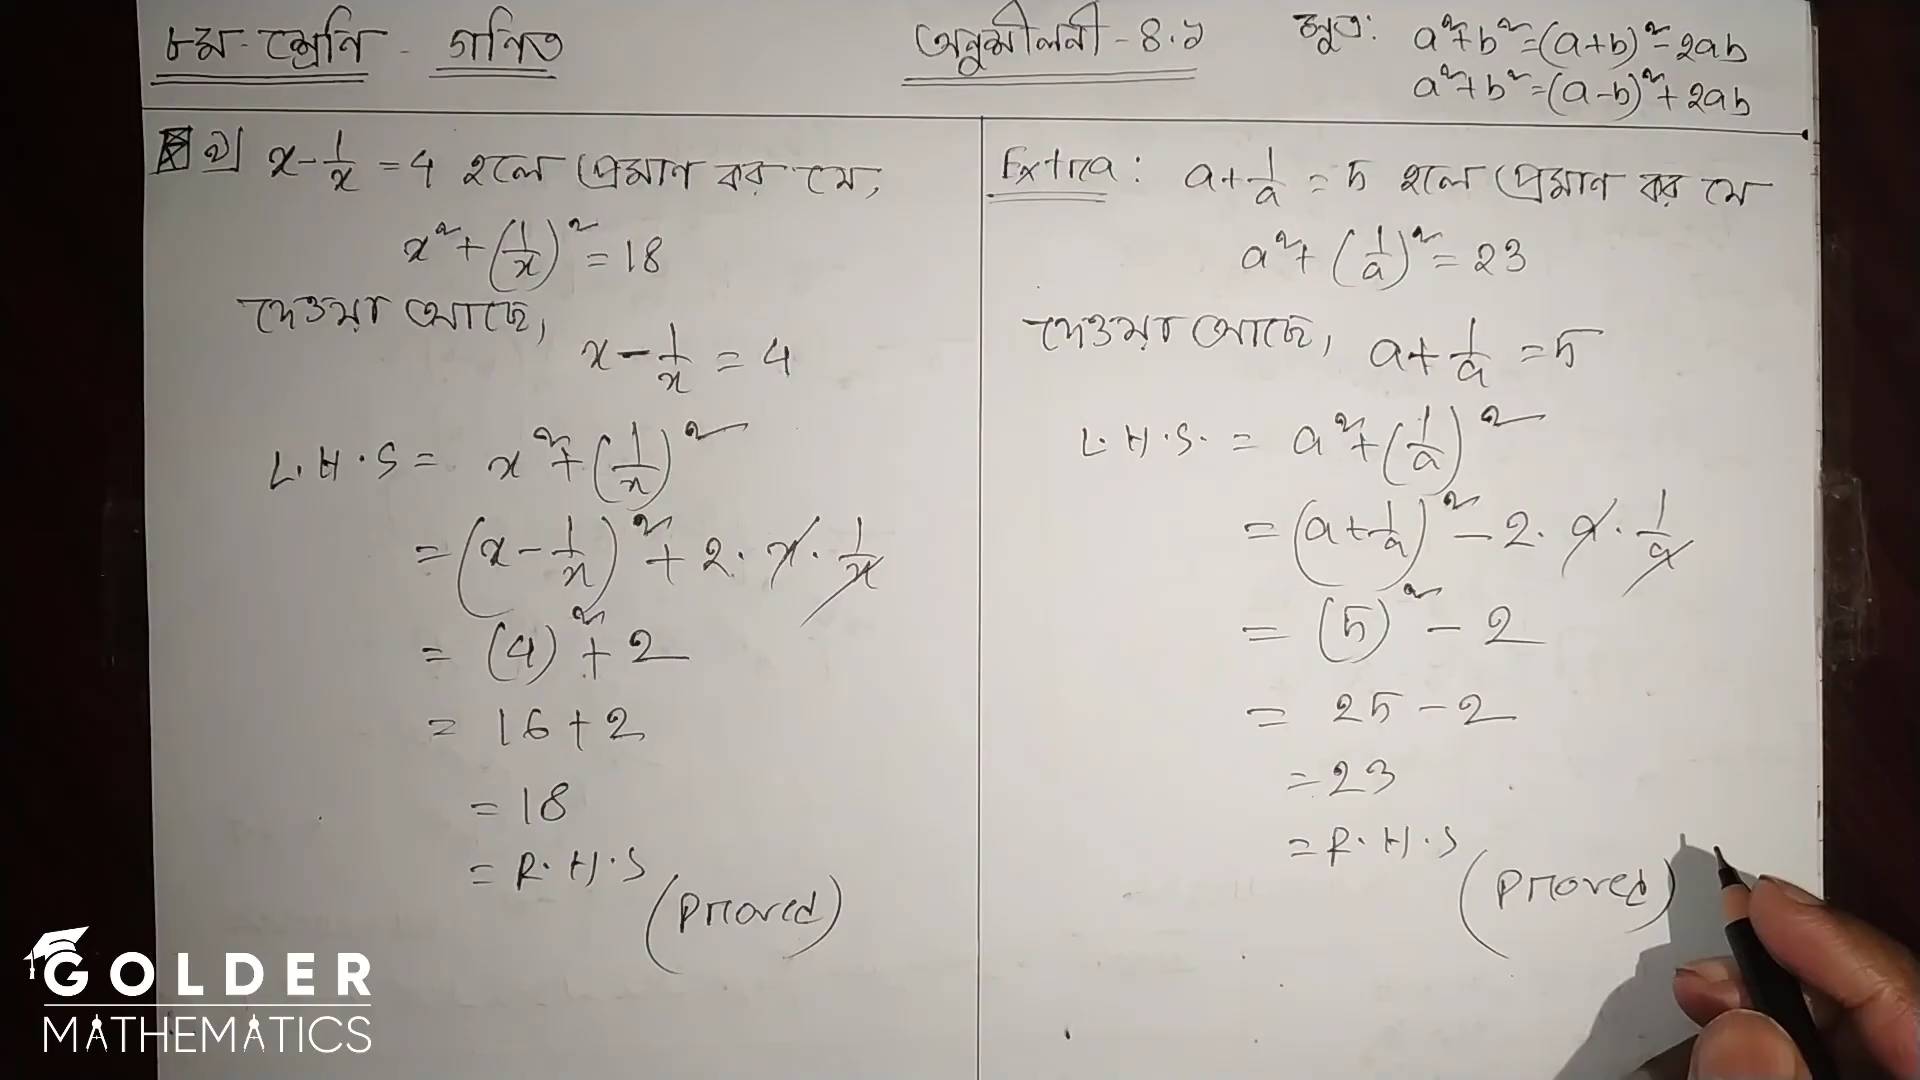 ৮ম শ্রেণি - গণিত
অনুশীলনী - ৪.১
সূত্র: a²+b²=(a+b)²-2ab
a²+b²=(a-b)²+2ab
x-1/x=4 হলে প্রমাণ কর যে,
x²+(1/x)²=18
দেওয়া আছে,
x-1/x=4
L.H.S = x²+(1/x)²
=(x-1/x)²+2.x.1/x
=(4)²+2
=16+2
=18
=R.H.S
(Proved)
Extra: a+1/a=5 হলে প্রমাণ কর যে
a²+(1/a)²=23
দেওয়া আছে, a+1/a=5
L.H.S. = a²+(1/a)²
=(a+1/a)²-2.a.1/a
=(5)²-2
=25-2
=23
=R.H.S
(Proved)
GOLDER
MATHEMATICS